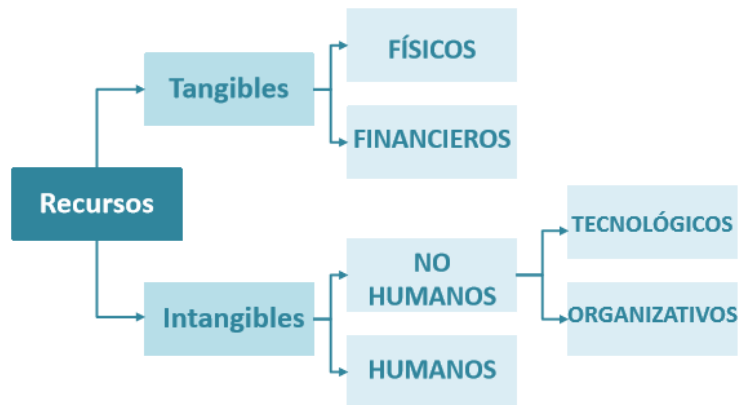 Recursos
Tangibles
FÍSICOS
FINANCIEROS
Intangibles
NO
HUMANOS
TECNOLÓGICOS
ORGANIZATIVOS
HUMANOS